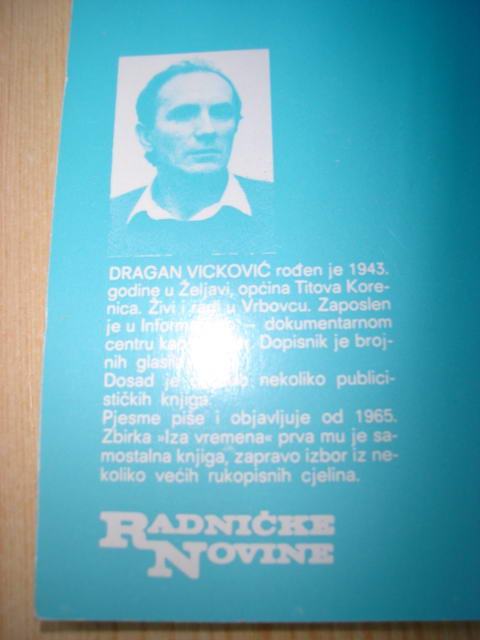 DRAGAN VICKOVIĆ rođen je 1943.
godine u Željavi, općina Titova Kore-
nica. Živi i radi u Vrbovcu. Zaposlen
je u dokumentarnom
centru Dopisnik je broj-
nih
Dosad je nekoliko publici-
stičkih knjiga.
Pjesme piše i objavljuje od 1965.
Zbirka »Iza vremena« prva mu je sa-
mostalna knjiga, zapravo izbor iz ne-
koliko većih rukopisnih cjelina.
RADNIČKE
NOVINE